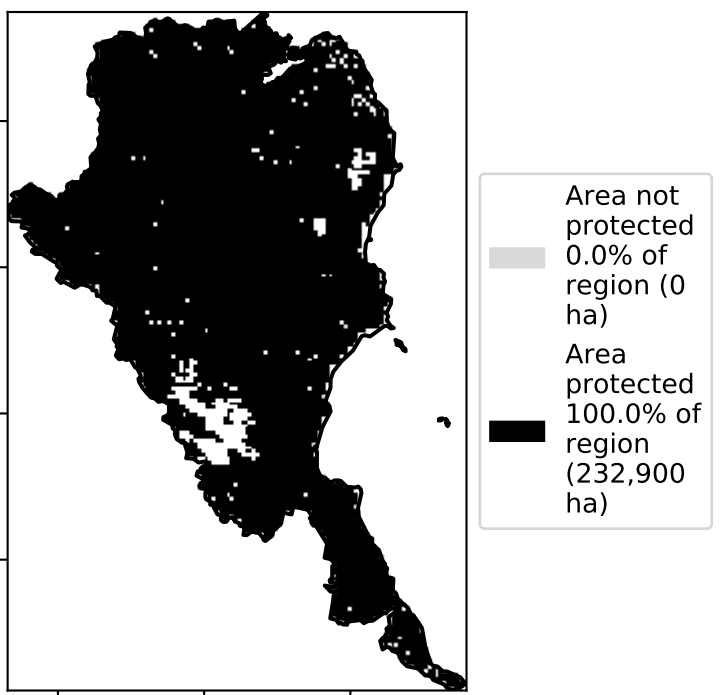 Area not
protected
0.0% of
region (0
ha)
Area
protected
100.0% of
region
(232,900
ha)